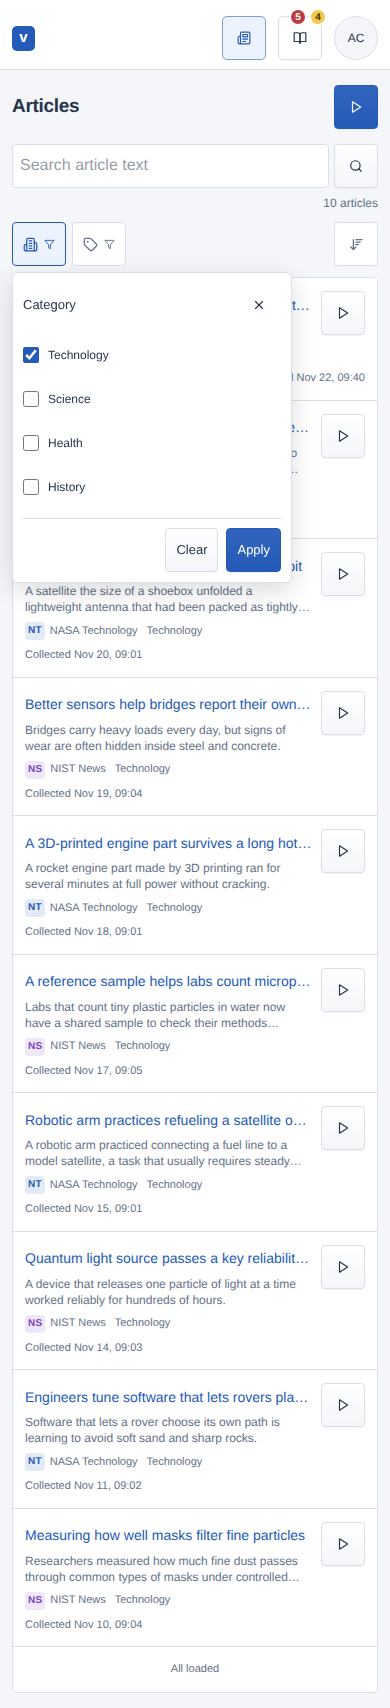 v
5
4
AC
Articles
Search article text
10 articles
Category
Technology
Science
Health
History
Clear
Apply
t…
Nov 22, 09:40
e…
…
bit
A satellite the size of a shoebox unfolded a
lightweight antenna that had been packed as tightly…
NT NASA Technology Technology
Collected Nov 20, 09:01
Better sensors help bridges report their own…
Bridges carry heavy loads every day, but signs of
wear are often hidden inside steel and concrete.
NS NIST News Technology
Collected Nov 19, 09:04
A 3D-printed engine part survives a long hot…
A rocket engine part made by 3D printing ran for
several minutes at full power without cracking.
NT NASA Technology Technology
Collected Nov 18, 09:01
A reference sample helps labs count microp…
Labs that count tiny plastic particles in water now
have a shared sample to check their methods…
NS NIST News Technology
Collected Nov 17, 09:05
Robotic arm practices refueling a satellite o…
A robotic arm practiced connecting a fuel line to a
model satellite, a task that usually requires steady…
NT NASA Technology Technology
Collected Nov 15, 09:01
Quantum light source passes a key reliabilit…
A device that releases one particle of light at a time
worked reliably for hundreds of hours.
NS NIST News Technology
Collected Nov 14, 09:03
Engineers tune software that lets rovers pla…
Software that lets a rover choose its own path is
learning to avoid soft sand and sharp rocks.
NT NASA Technology Technology
Collected Nov 11, 09:02
Measuring how well masks filter fine particles
Researchers measured how much fine dust passes
through common types of masks under controlled…
NS NIST News Technology
Collected Nov 10, 09:04
All loaded